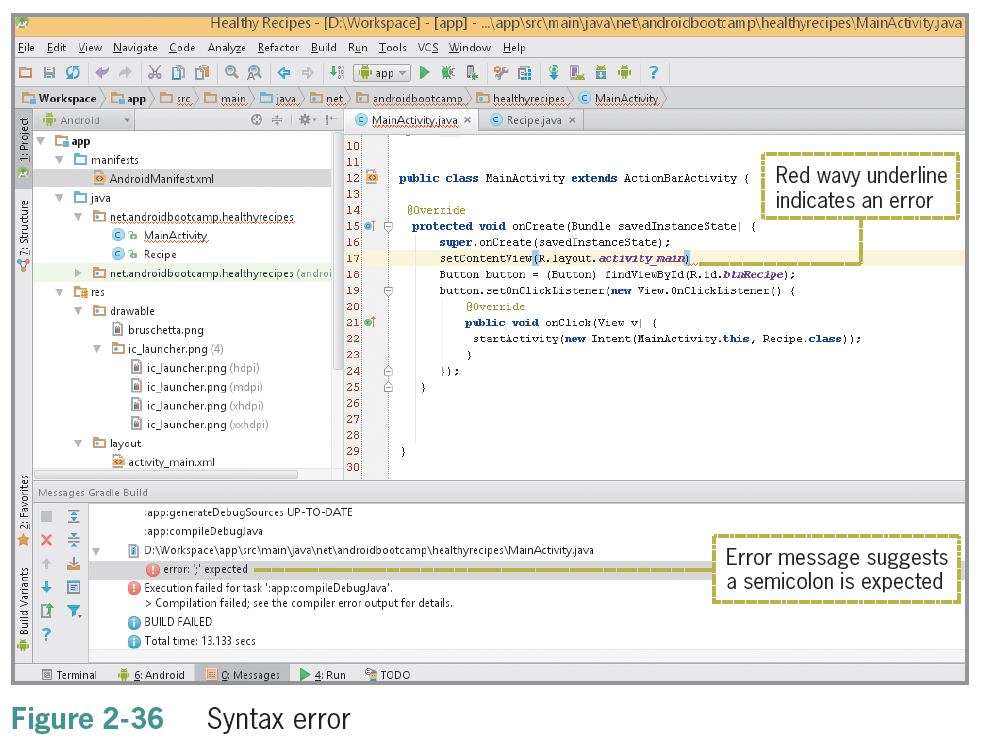 Healthy Recipes - [D:\Workspace] - [app] - ...\app\src\main\java\net\androidbootcamp\healthyrecipes\MainActivity.java
File Edit View Navigate Code Analyze Refactor Build Run Tools VCS Window Help
app
Workspace app src main java net androidbootcamp healthyrecipes MainActivity
1: Project
7: Structure
2: Favorites
Build Variants
Android
app
manifests
AndroidManifest.xml
java
net.androidbootcamp.healthyrecipes
MainActivity
Recipe
net.androidbootcamp.healthyrecipes (androi
res
drawable
bruschetta.png
ic_launcher.png (4)
ic_launcher.png (hdpi)
ic_launcher.png (mdpi)
ic_launcher.png (xhdpi)
ic_launcher.png (xxhdpi)
layout
activity_main.xml
MainActivity.java Recipe.java
10
11
12 public class MainActivity extends ActionBarActivity {
13
14 @Override
15 protected void onCreate(Bundle savedInstanceState| {
16 super.onCreate(savedInstanceState);
17 setContentView(R.layout.activity_main)
18 Button button = (Button) findViewById(R.id.btnRecipe);
19 button.setOnClickListener(new View.OnClickListener() {
20 @Override
21 public void onClick(View v| {
22 startActivity(new Intent(MainActivity.this, Recipe.class));
23 }
24 });
25 }
26
27
28
29 }
30
Red wavy underline
indicates an error
Messages Gradle Build
:app:generateDebugSources UP-TO-DATE
:app:compileDebugJava
D:\Workspace\app\src\main\java\net\androidbootcamp\healthyrecipes\MainActivity.java
error: ';' expected
Execution failed for task ':app:compileDebugJava'.
> Compilation failed; see the compiler error output for details.
BUILD FAILED
Total time: 13.133 secs
Error message suggests
a semicolon is expected
Terminal 6: Android 0: Messages 4: Run TODO
Figure 2-36 Syntax error